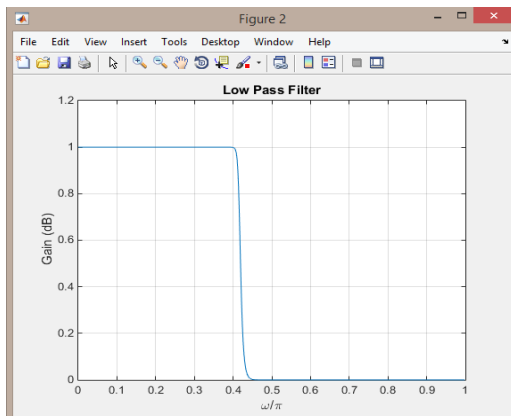 Figure 2
File Edit View Insert Tools Desktop Window Help
Low Pass Filter
1.2
1
0.8
0.6
0.4
0.2
0
Gain (dB)
0 0.1 0.2 0.3 0.4 0.5 0.6 0.7 0.8 0.9 1
ω/π